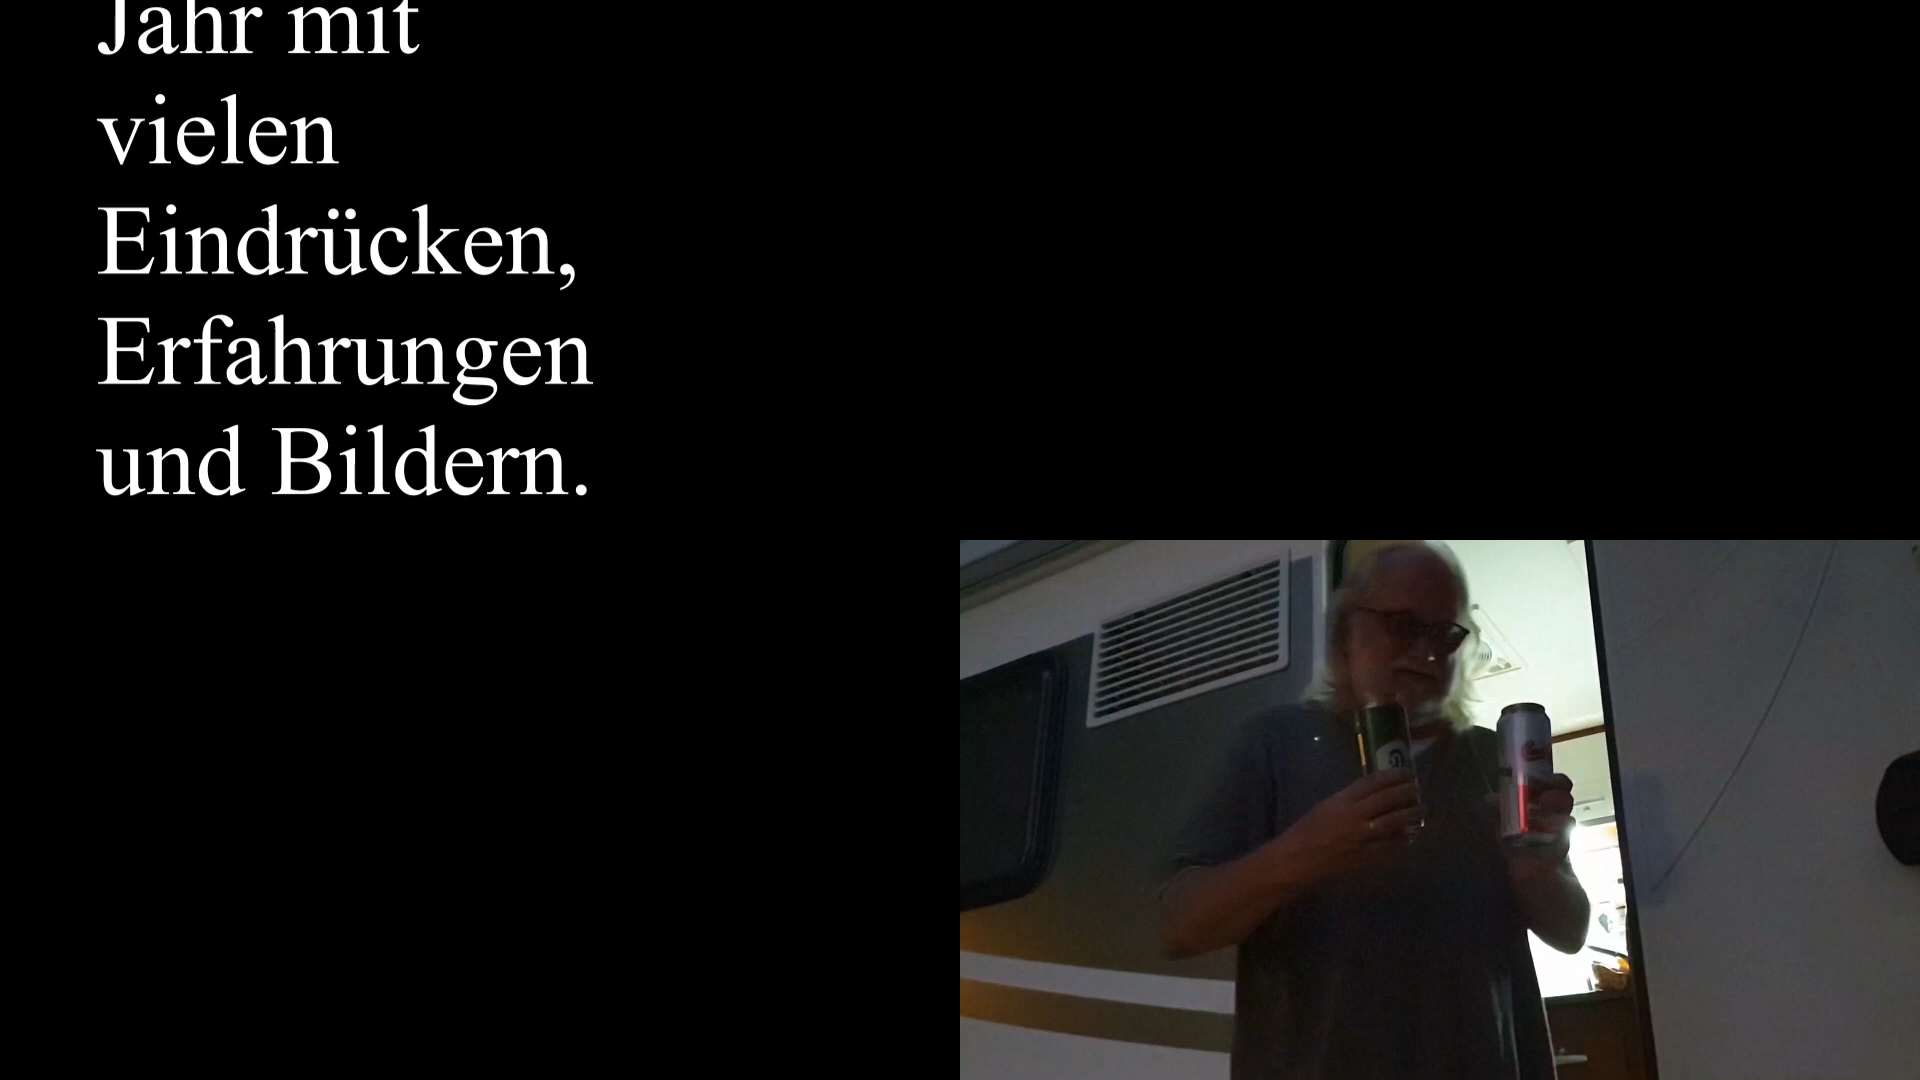 Jahr mit
vielen
Eindrücken,
Erfahrungen
und Bildern.